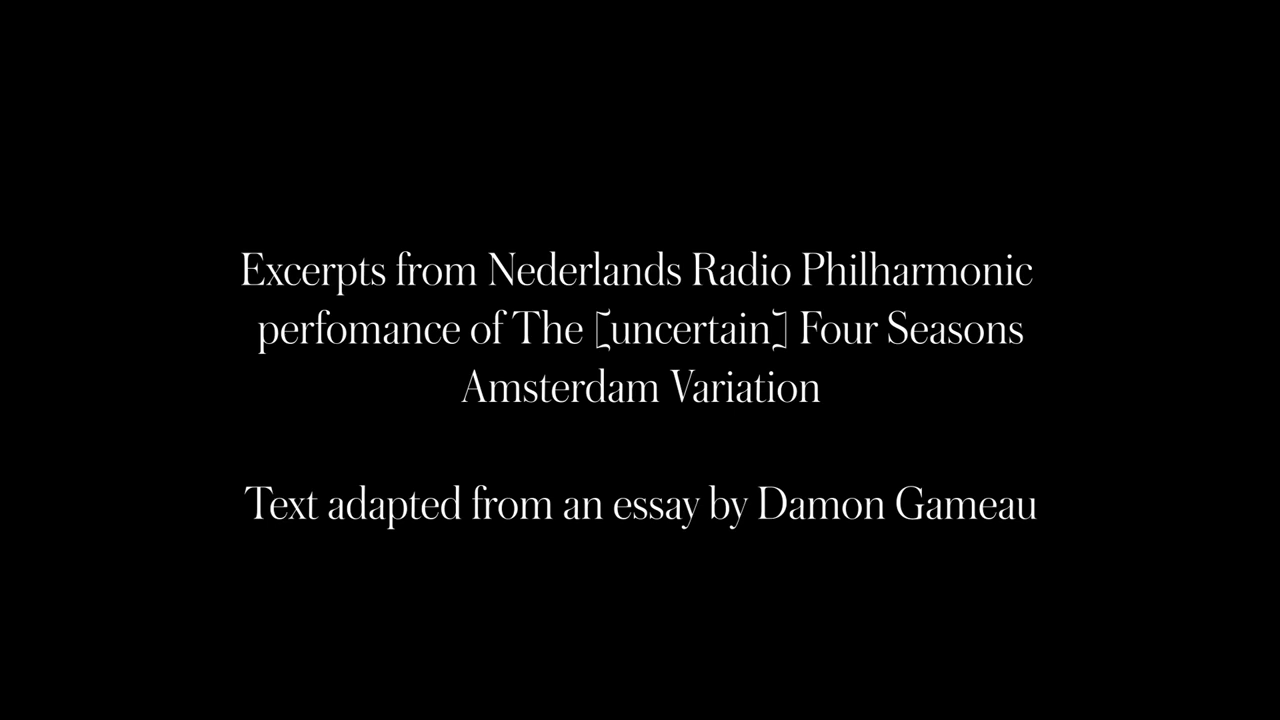 Excerpts from Nederlands Radio Philharmonic
perfomance of The [uncertain] Four Seasons
Amsterdam Variation
Text adapted from an essay by Damon Gameau